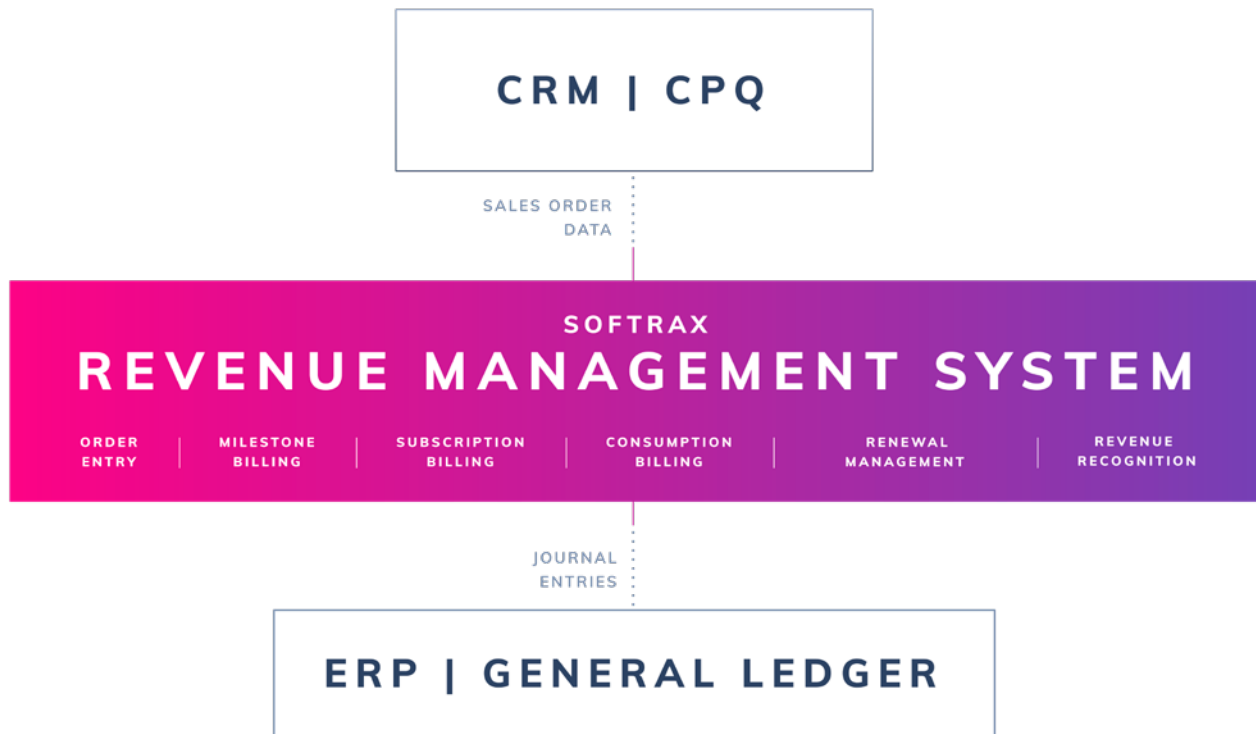 CRM | CPQ
SALES ORDER
DATA
SOFTRAX
REVENUE MANAGEMENT SYSTEM
ORDER
ENTRY
MILESTONE
BILLING
SUBSCRIPTION
BILLING
CONSUMPTION
BILLING
RENEWAL
MANAGEMENT
REVENUE
RECOGNITION
JOURNAL
ENTRIES
ERP | GENERAL LEDGER